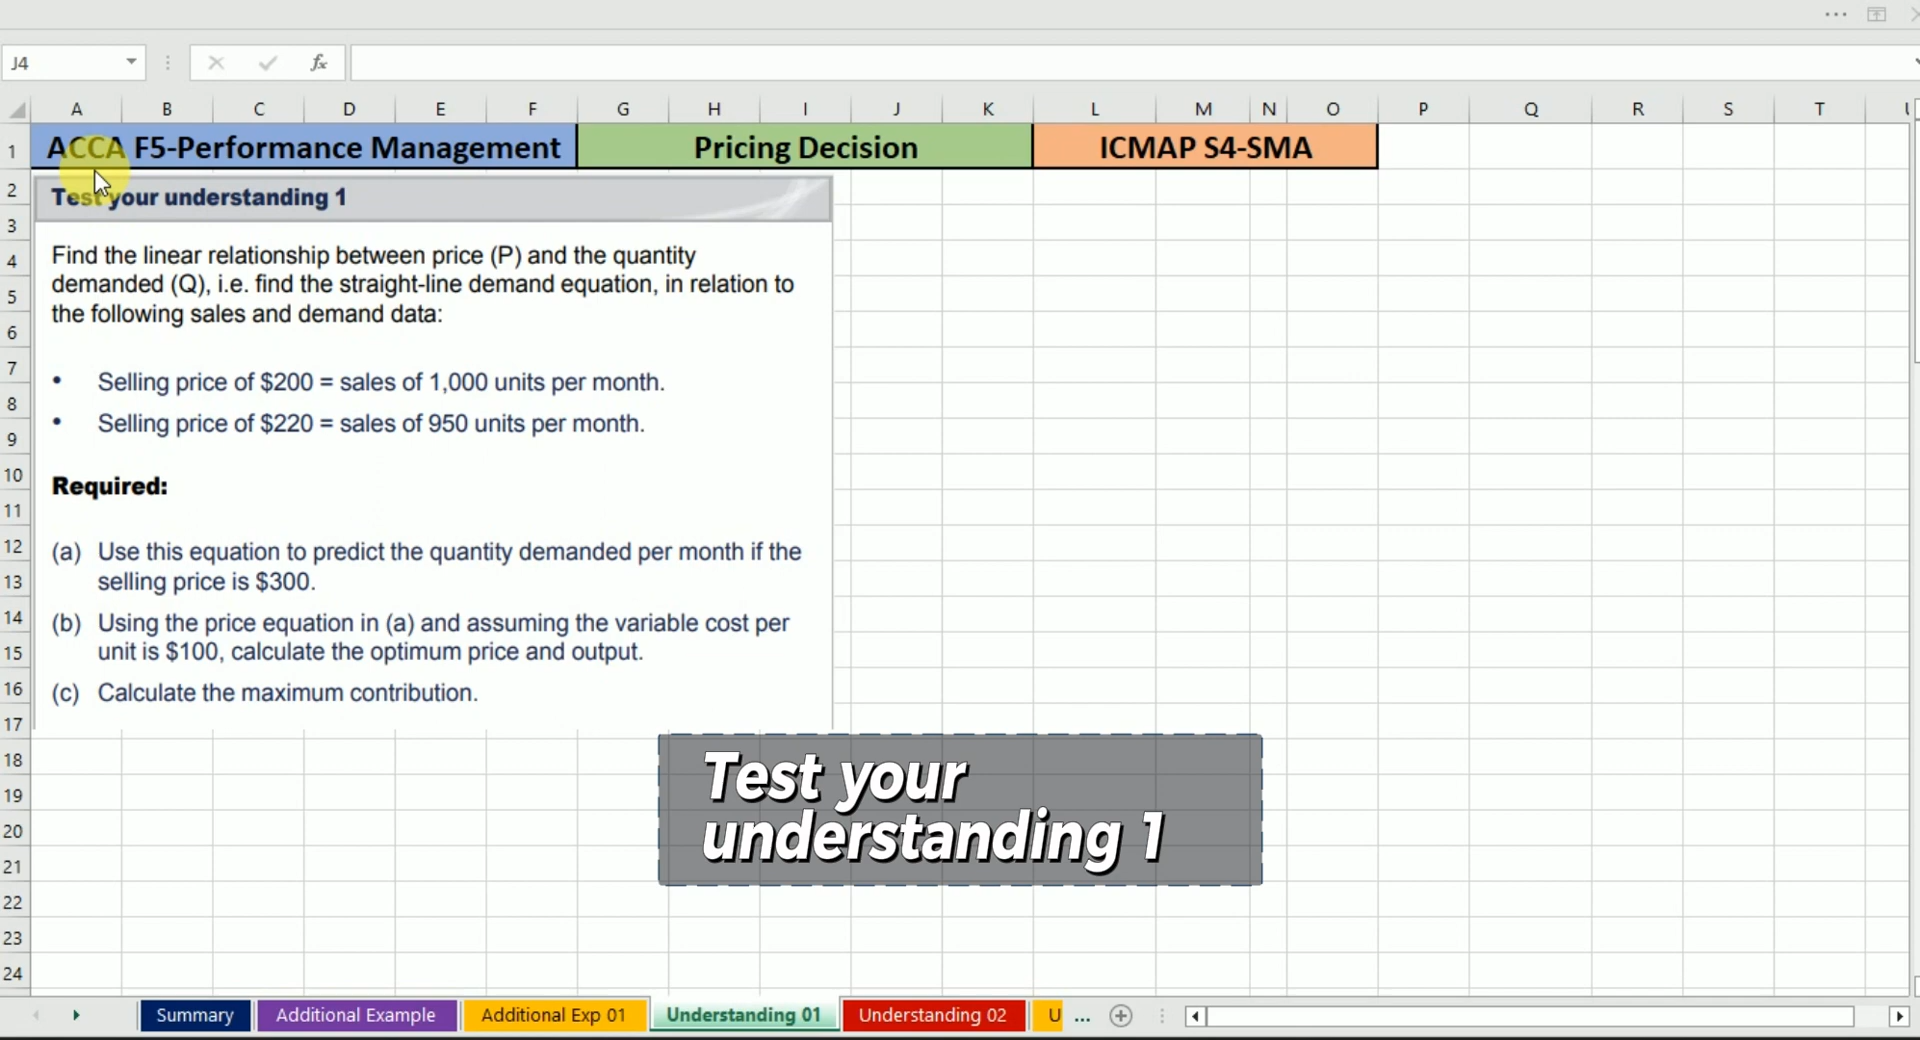 J4
fx
A B C D E F G H I J K L M N O P Q R S T
1 ACCA F5-Performance Management Pricing Decision ICMAP S4-SMA
2 Test your understanding 1
3
4 Find the linear relationship between price (P) and the quantity
5 demanded (Q), i.e. find the straight-line demand equation, in relation to
6 the following sales and demand data:
7
8 • Selling price of $200 = sales of 1,000 units per month.
9 • Selling price of $220 = sales of 950 units per month.
10 Required:
11
12 (a) Use this equation to predict the quantity demanded per month if the
13 selling price is $300.
14 (b) Using the price equation in (a) and assuming the variable cost per
15 unit is $100, calculate the optimum price and output.
16 (c) Calculate the maximum contribution.
17
18 Test your
19
20 understanding 1
21
22
23
24
Summary Additional Example Additional Exp 01 Understanding 01 Understanding 02 U ...